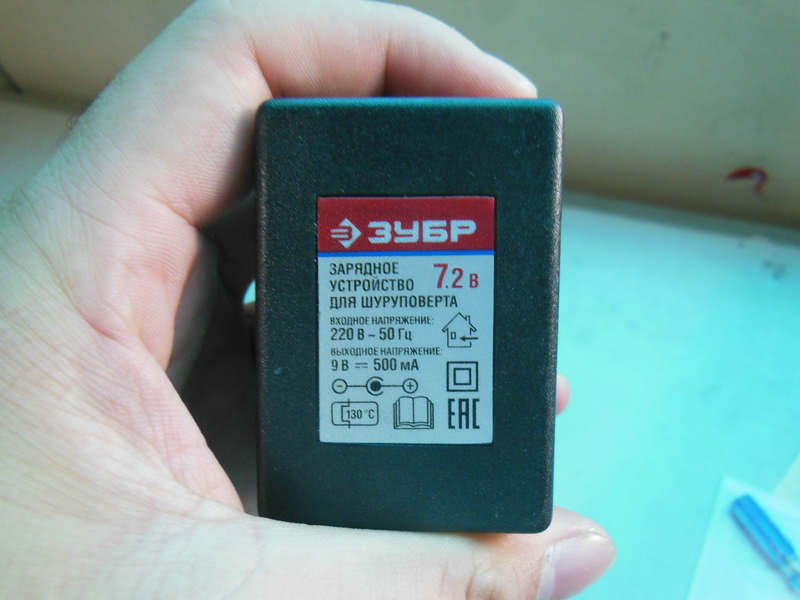 ЗУБР
ЗАРЯДНОЕ
УСТРОЙСТВО 7.2 В
ДЛЯ ШУРУПОВЕРТА
ВХОДНОЕ НАПРЯЖЕНИЕ:
220 В ~ 50 Гц
ВЫХОДНОЕ НАПРЯЖЕНИЕ:
9 В ⎓ 500 мА
130 °C
EAC